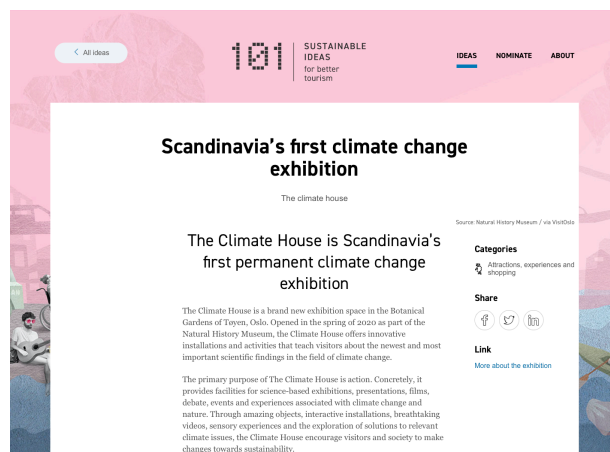 All ideas
101
SUSTAINABLE
IDEAS
for better
tourism
IDEAS NOMINATE ABOUT
Scandinavia's first climate change
exhibition
The climate house
Source: Natural History Museum / via VisitOslo
The Climate House is Scandinavia's
first permanent climate change
exhibition
The Climate House is a brand new exhibition space in the Botanical
Gardens of Tøyen, Oslo. Opened in the spring of 2020 as part of the
Natural History Museum, the Climate House offers innovative
installations and activities that teach visitors about the newest and most
important scientific findings in the field of climate change.
The primary purpose of The Climate House is action. Concretely, it
provides facilities for science-based exhibitions, presentations, films,
debate, events and experiences associated with climate change and
nature. Through amazing objects, interactive installations, breathtaking
videos, sensory experiences and the exploration of solutions to relevant
climate issues, the Climate House encourage visitors and society to make
changes towards sustainability.
Categories
Attractions, experiences and
shopping
Share
Link
More about the exhibition